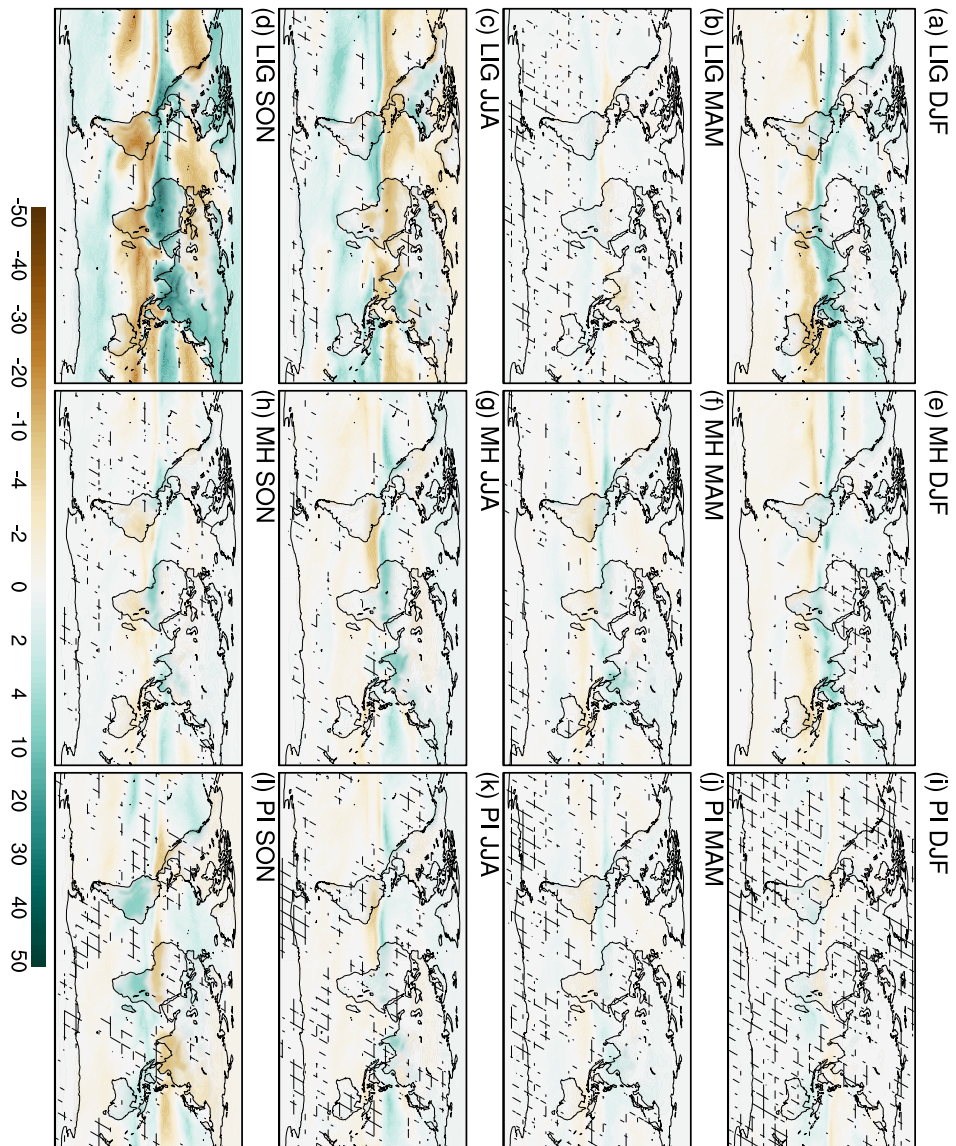 (a) LIG DJF
(e) MH DJF
(i) PI DJF
(b) LIG MAM
(f) MH MAM
(j) PI MAM
(c) LIG JJA
(g) MH JJA
(k) PI JJA
(d) LIG SON
(h) MH SON
(l) PI SON
-50 -40 -30 -20 -10 -4 -2 0 2 4 10 20 30 40 50